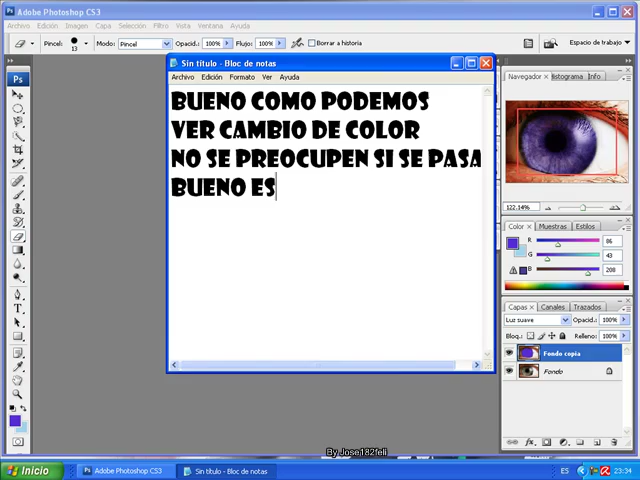 Adobe Photoshop CS3
Archivo Edición Imagen Capa Selección Filtro Vista Ventana Ayuda
Pincel: 13 Modo: Pincel Opacid.: 100% Flujo: 100% Borrar a historia Espacio de trabajo
Sin título - Bloc de notas
Archivo Edición Formato Ver Ayuda
BUENO COMO PODEMOS
VER CAMBIO DE COLOR
NO SE PREOCUPEN SI SE PASA
BUENO ES
Navegador Histograma Info
122.14%
Color Muestras Estilos
R 86
G 43
B 208
Capas Canales Trazados
Luz suave Opacid.: 100%
Bloq.: Relleno: 100%
Fondo copia
Fondo
Ps
By Jose182feli
Inicio Adobe Photoshop CS3 Sin título - Bloc de notas ES 23:34